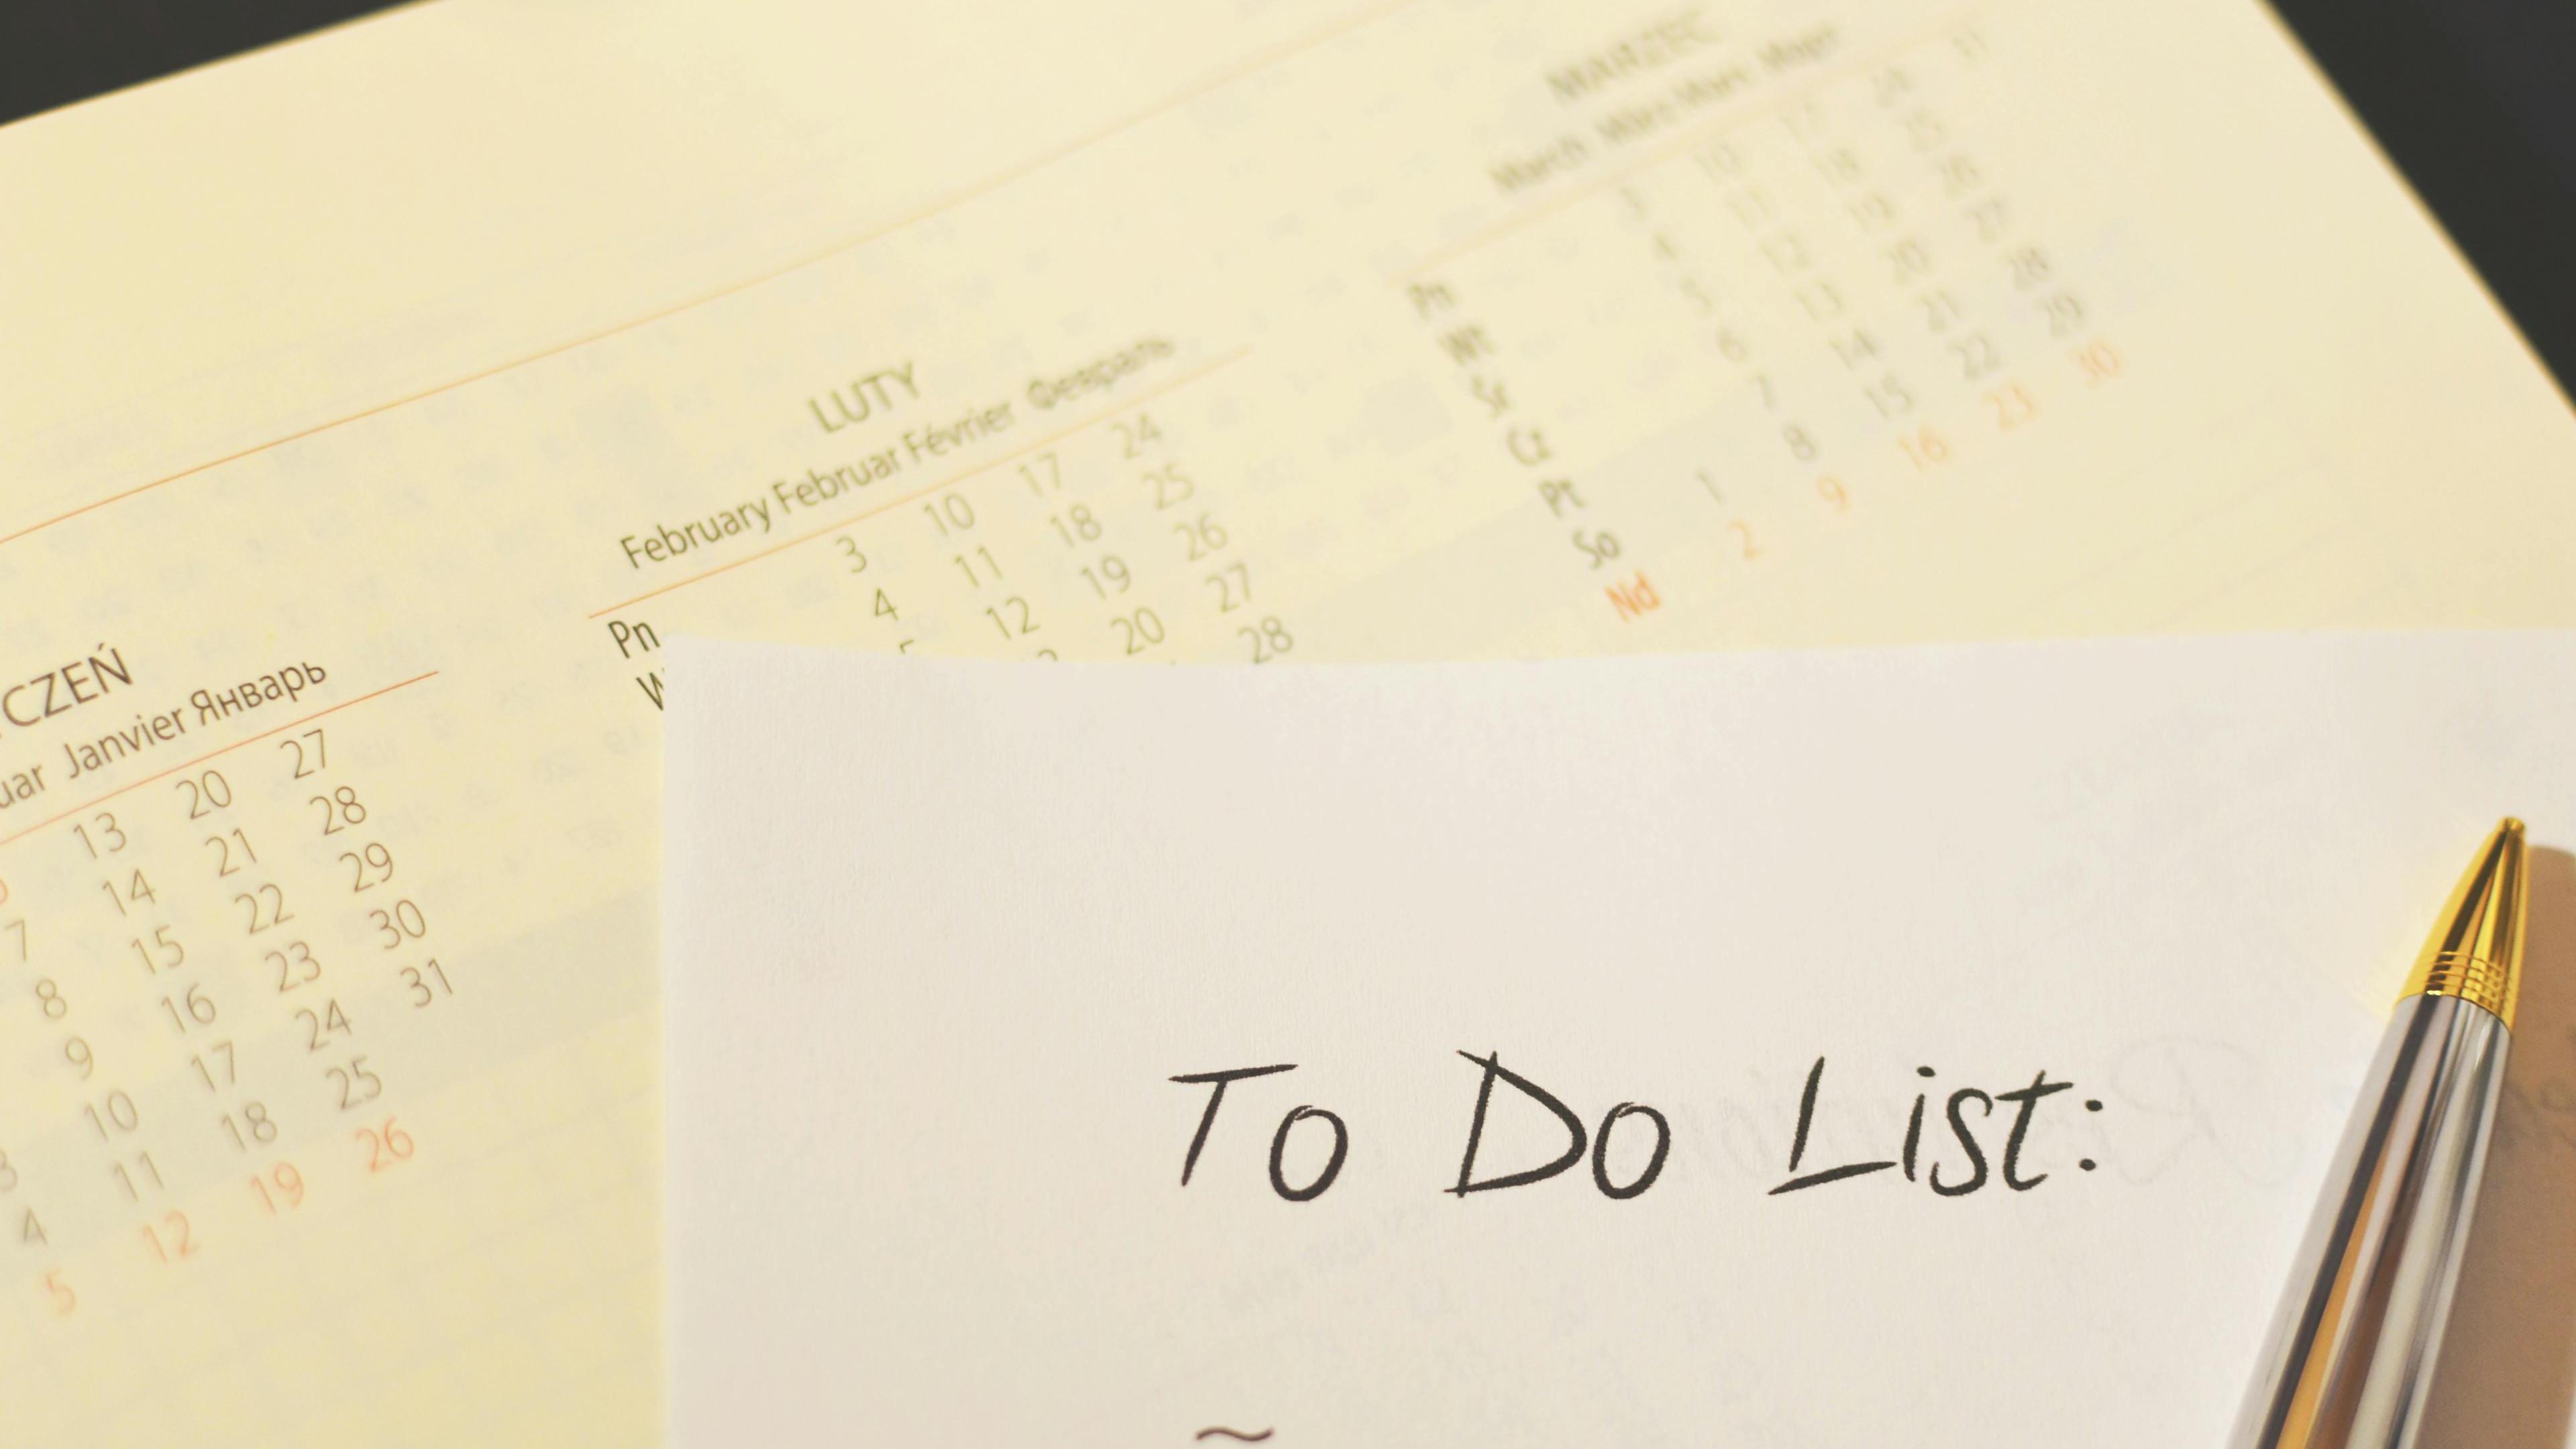 CZEŃ
uar Janvier Январь
13 20 27
7 14 21 28
8 15 22 29
9 16 23 30
3 10 17 24 31
4 11 18 25
5 12 19 26
LUTY
February Februar Février Февраль
Pn 3 10 17 24
W 4 11 18 25
5 12 19 26
20 27
28
MARZEC
March März Mars Март
Pn 3 10 17 24 31
Wt 4 11 18 25
Śr 5 12 19 26
Cz 6 13 20 27
Pt 7 14 21 28
So 1 8 15 22 29
Nd 2 9 16 23 30
To Do List:
~